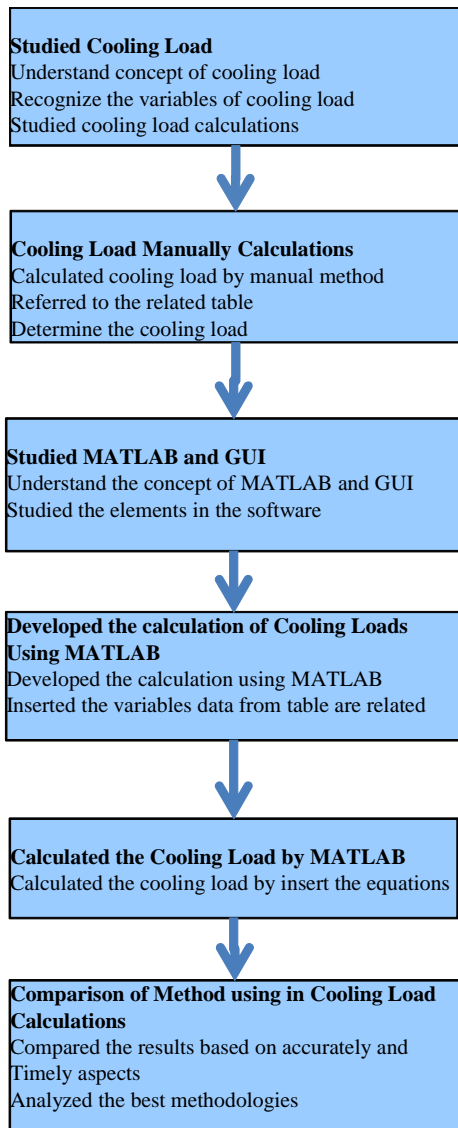 Studied Cooling Load
Understand concept of cooling load
Recognize the variables of cooling load
Studied cooling load calculations
Cooling Load Manually Calculations
Calculated cooling load by manual method
Referred to the related table
Determine the cooling load
Studied MATLAB and GUI
Understand the concept of MATLAB and GUI
Studied the elements in the software
Developed the calculation of Cooling Loads
Using MATLAB
Developed the calculation using MATLAB
Inserted the variables data from table are related
Calculated the Cooling Load by MATLAB
Calculated the cooling load by insert the equations
Comparison of Method using in Cooling Load
Calculations
Compared the results based on accurately and
Timely aspects
Analyzed the best methodologies